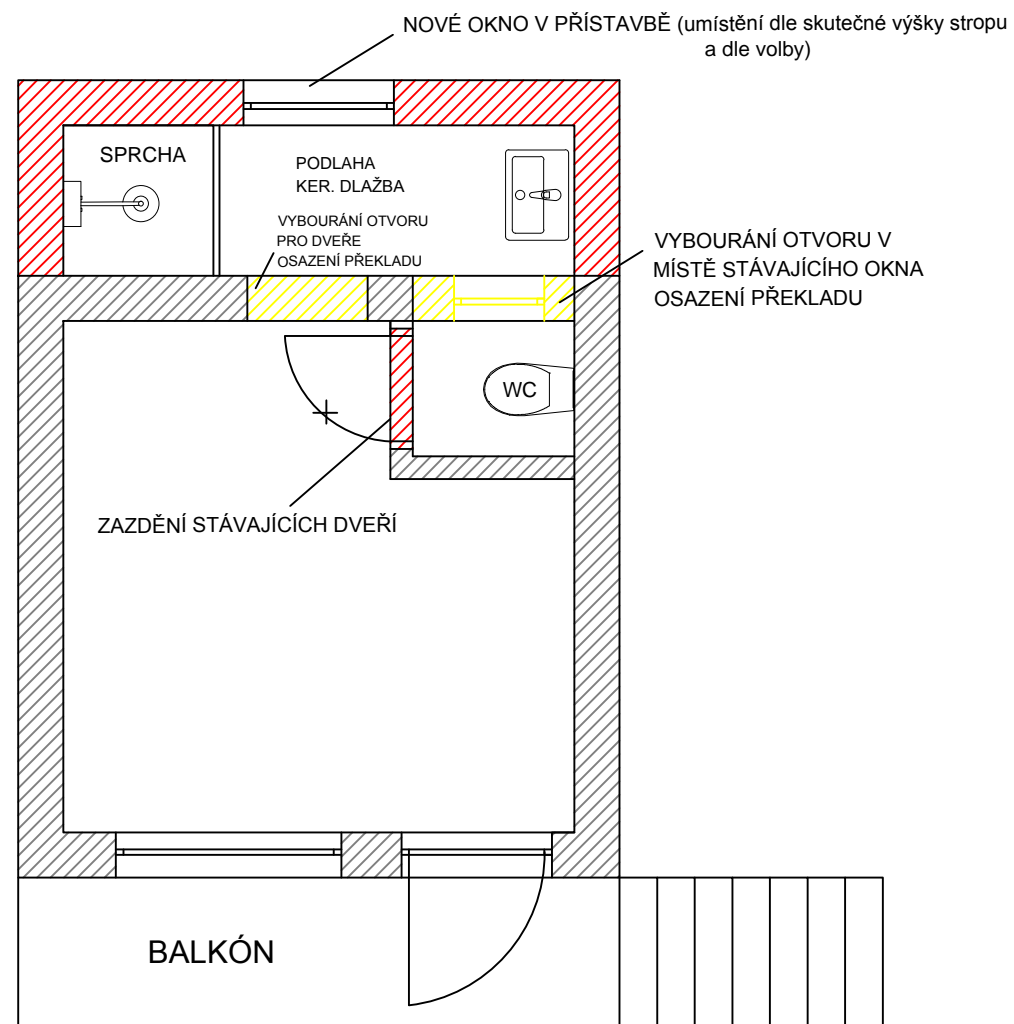 NOVÉ OKNO V PŘÍSTAVBĚ (umístění dle skutečné výšky stropu
a dle volby)
SPRCHA
PODLAHA
KER. DLAŽBA
VYBOURÁNÍ OTVORU
PRO DVEŘE
OSAZENÍ PŘEKLADU
VYBOURÁNÍ OTVORU V
MÍSTĚ STÁVAJÍCÍHO OKNA
OSAZENÍ PŘEKLADU
WC
ZAZDĚNÍ STÁVAJÍCÍCH DVEŘÍ
BALKÓN